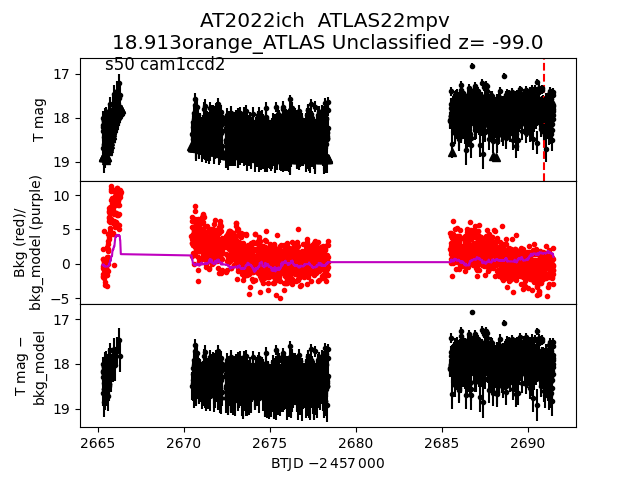 AT2022ich  ATLAS22mpv
18.913orange_ATLAS Unclassified z= -99.0
s50 cam1ccd2
T mag
17
18
19
Bkg (red)/
bkg_model (purple)
10
5
0
−5
T mag −
bkg_model
17
18
19
2665
2670
2675
2680
2685
2690
BTJD −2 457 000